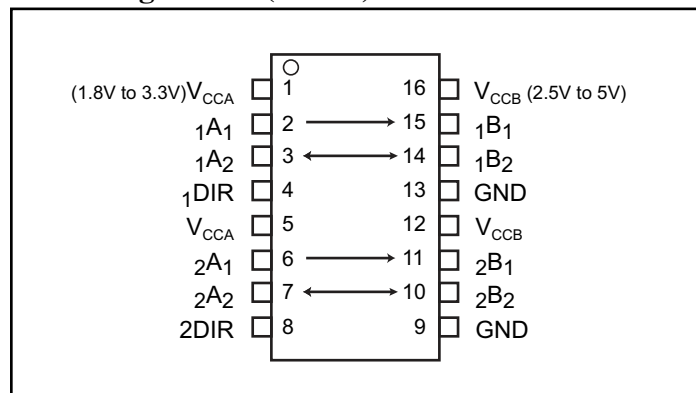 (1.8V to 3.3V)VCCA 1 16 VCCB (2.5V to 5V)
1A1 2 15 1B1
1A2 3 14 1B2
1DIR 4 13 GND
VCCA 5 12 VCCB
2A1 6 11 2B1
2A2 7 10 2B2
2DIR 8 9 GND